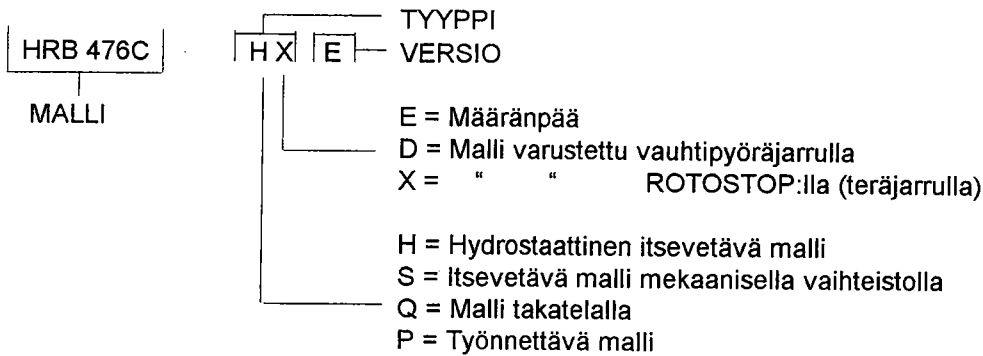 TYYPPI
HRB 476C HX E VERSIO
MALLI
E = Määränpää
D = Malli varustettu vauhtipyöräjarrulla
X = “ “ ROTOSTOP:lla (teräjarrulla)
H = Hydrostaattinen itsevetävä malli
S = Itsevetävä malli mekaanisella vaihteistolla
Q = Malli takatelalla
P = Työnnettävä malli